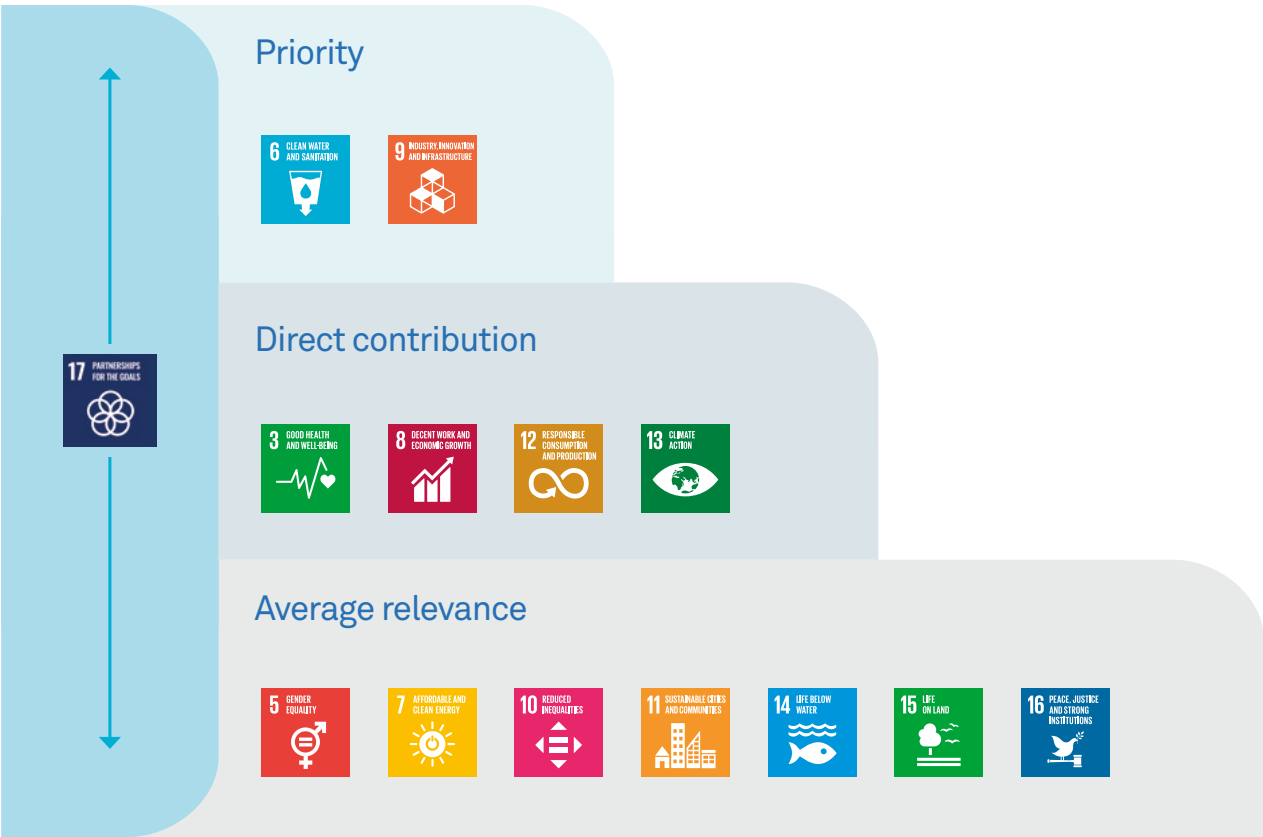 Priority
6 CLEAN WATER
AND SANITATION
9 INDUSTRY, INNOVATION
AND INFRASTRUCTURE
17 PARTNERSHIPS
FOR THE GOALS
Direct contribution
3 GOOD HEALTH
AND WELL-BEING
8 DECENT WORK AND
ECONOMIC GROWTH
12 RESPONSIBLE
CONSUMPTION
AND PRODUCTION
13 CLIMATE
ACTION
Average relevance
5 GENDER
EQUALITY
7 AFFORDABLE AND
CLEAN ENERGY
10 REDUCED
INEQUALITIES
11 SUSTAINABLE CITIES
AND COMMUNITIES
14 LIFE BELOW
WATER
15 LIFE
ON LAND
16 PEACE, JUSTICE
AND STRONG
INSTITUTIONS